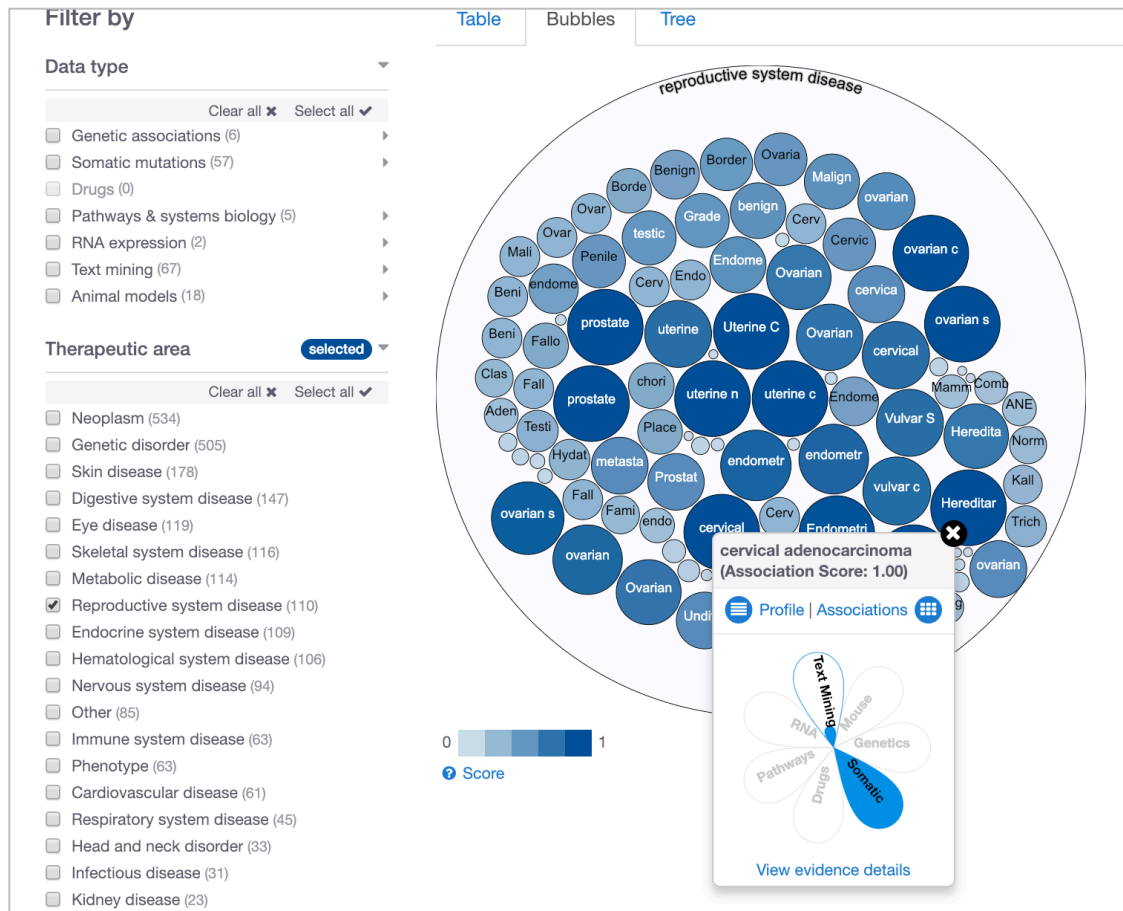 Filter by
Table
Bubbles
Tree
Data type
Clear all ✖ Select all ✔
Genetic associations (6)
Somatic mutations (57)
Drugs (0)
Pathways & systems biology (5)
RNA expression (2)
Text mining (67)
Animal models (18)
Therapeutic area selected
Clear all ✖ Select all ✔
Neoplasm (534)
Genetic disorder (505)
Skin disease (178)
Digestive system disease (147)
Eye disease (119)
Skeletal system disease (116)
Metabolic disease (114)
Reproductive system disease (110)
Endocrine system disease (109)
Hematological system disease (106)
Nervous system disease (94)
Other (85)
Immune system disease (63)
Phenotype (63)
Cardiovascular disease (61)
Respiratory system disease (45)
Head and neck disorder (33)
Infectious disease (31)
Kidney disease (23)
reproductive system disease
Ovaria
Border
Benign
Malign
Borde
ovarian
benign
Ovar
Grade
Cerv
testic
Ovar
Cervic
ovarian c
Mali
Penile
Endome
Ovarian
endome
Cerv
Endo
cervica
Beni
prostate
uterine
Uterine C
Ovarian
ovarian s
Beni
Fallo
cervical
Clas
Fall
chori
Mamm
Comb
prostate
uterine n
uterine c
Endome
ANE
Aden
Testi
Place
Vulvar S
Heredita
Norm
Hydat
metasta
endometr
endometr
Prostat
vulvar c
Kall
Fall
Hereditar
ovarian s
Fami
endo
cervical
Cerv
Endometri
Trich
ovarian
ovarian
Ovarian
Undi
g
cervical adenocarcinoma
(Association Score: 1.00)
Profile | Associations
Text Mining
Mouse
RNA
Genetics
Pathways
Somatic
Drugs
View evidence details
0
1
? Score